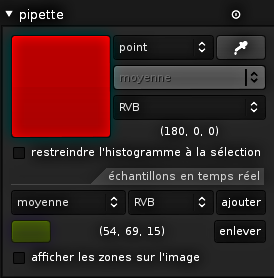 pipette
point
moyenne
RVB
(180, 0, 0)
restreindre l'histogramme à la sélection
échantillons en temps réel
moyenne RVB ajouter
(54, 69, 15) enlever
afficher les zones sur l'image